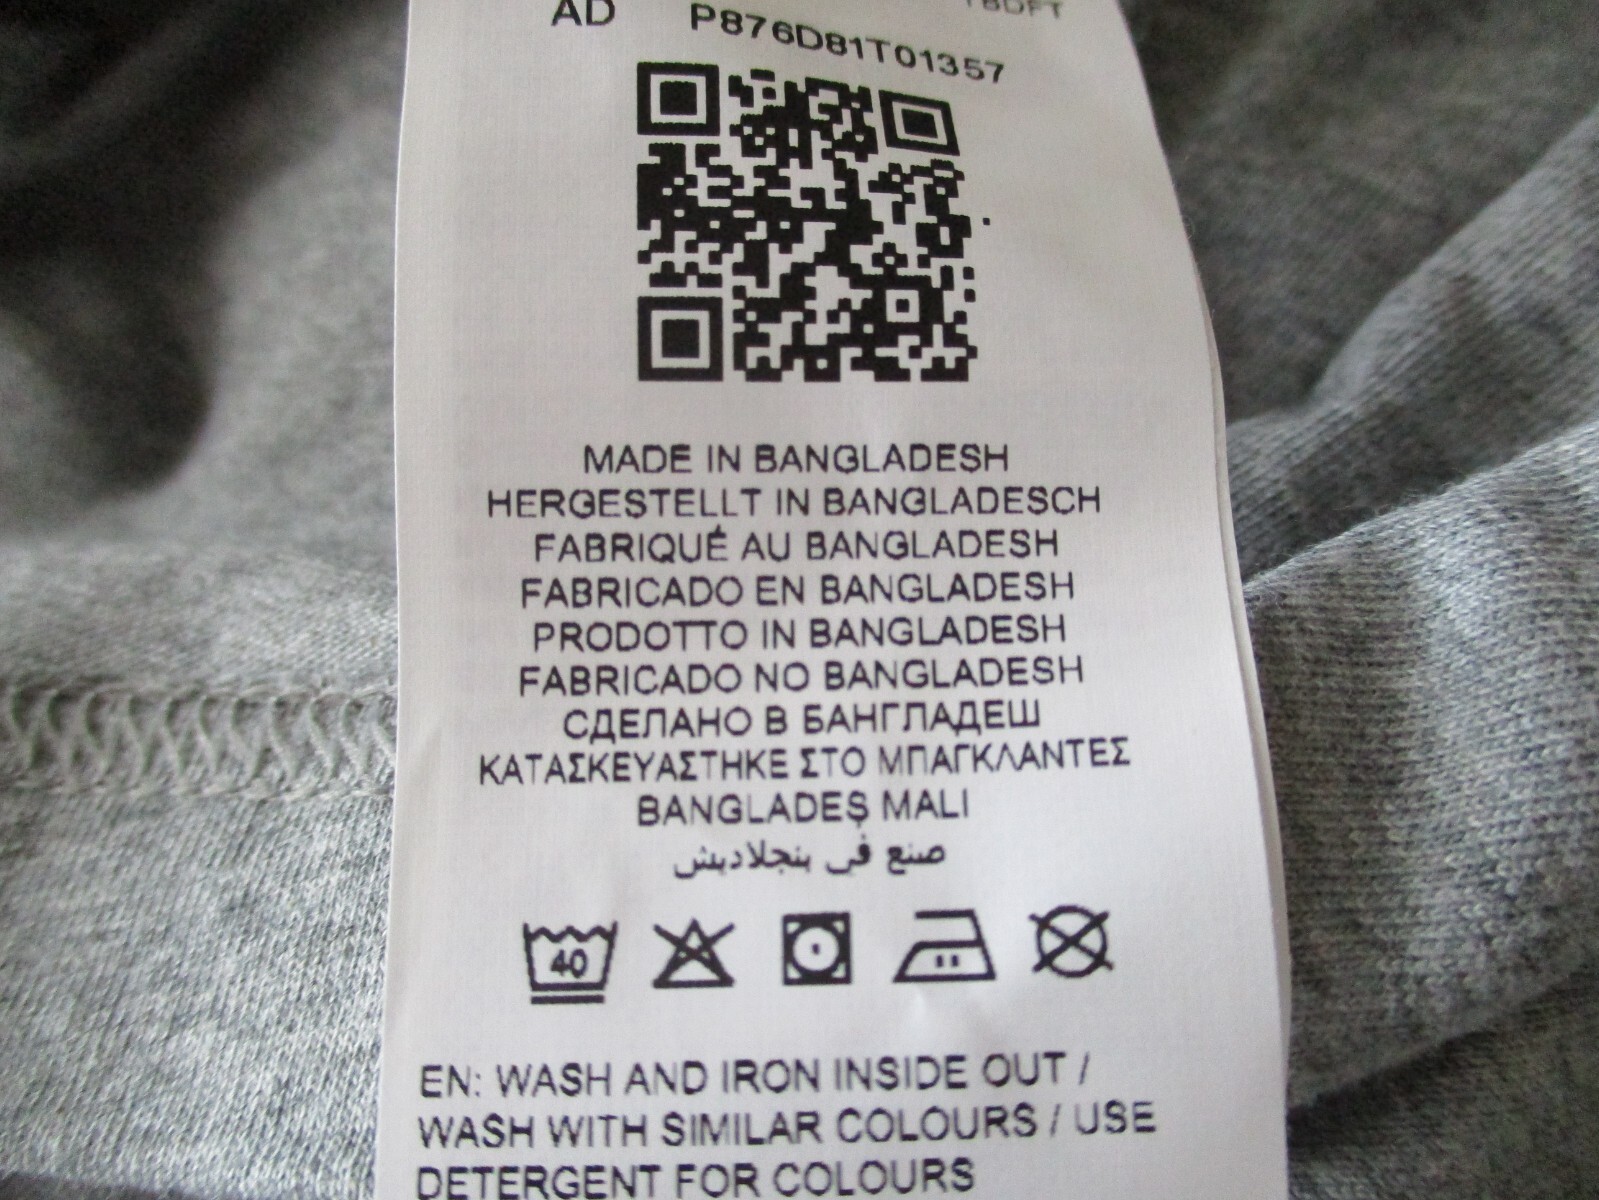 AD P876D81T01357
MADE IN BANGLADESH
HERGESTELLT IN BANGLADESCH
FABRIQUÉ AU BANGLADESH
FABRICADO EN BANGLADESH
PRODOTTO IN BANGLADESH
FABRICADO NO BANGLADESH
СДЕЛАНО В БАНГЛАДЕШ
ΚΑΤΑΣΚΕΥΑΣΤΗΚΕ ΣΤΟ ΜΠΑΓΚΛΑΝΤΕΣ
BANGLADEŞ MALI
صنع في بنجلاديش
40
EN: WASH AND IRON INSIDE OUT /
WASH WITH SIMILAR COLOURS / USE
DETERGENT FOR COLOURS